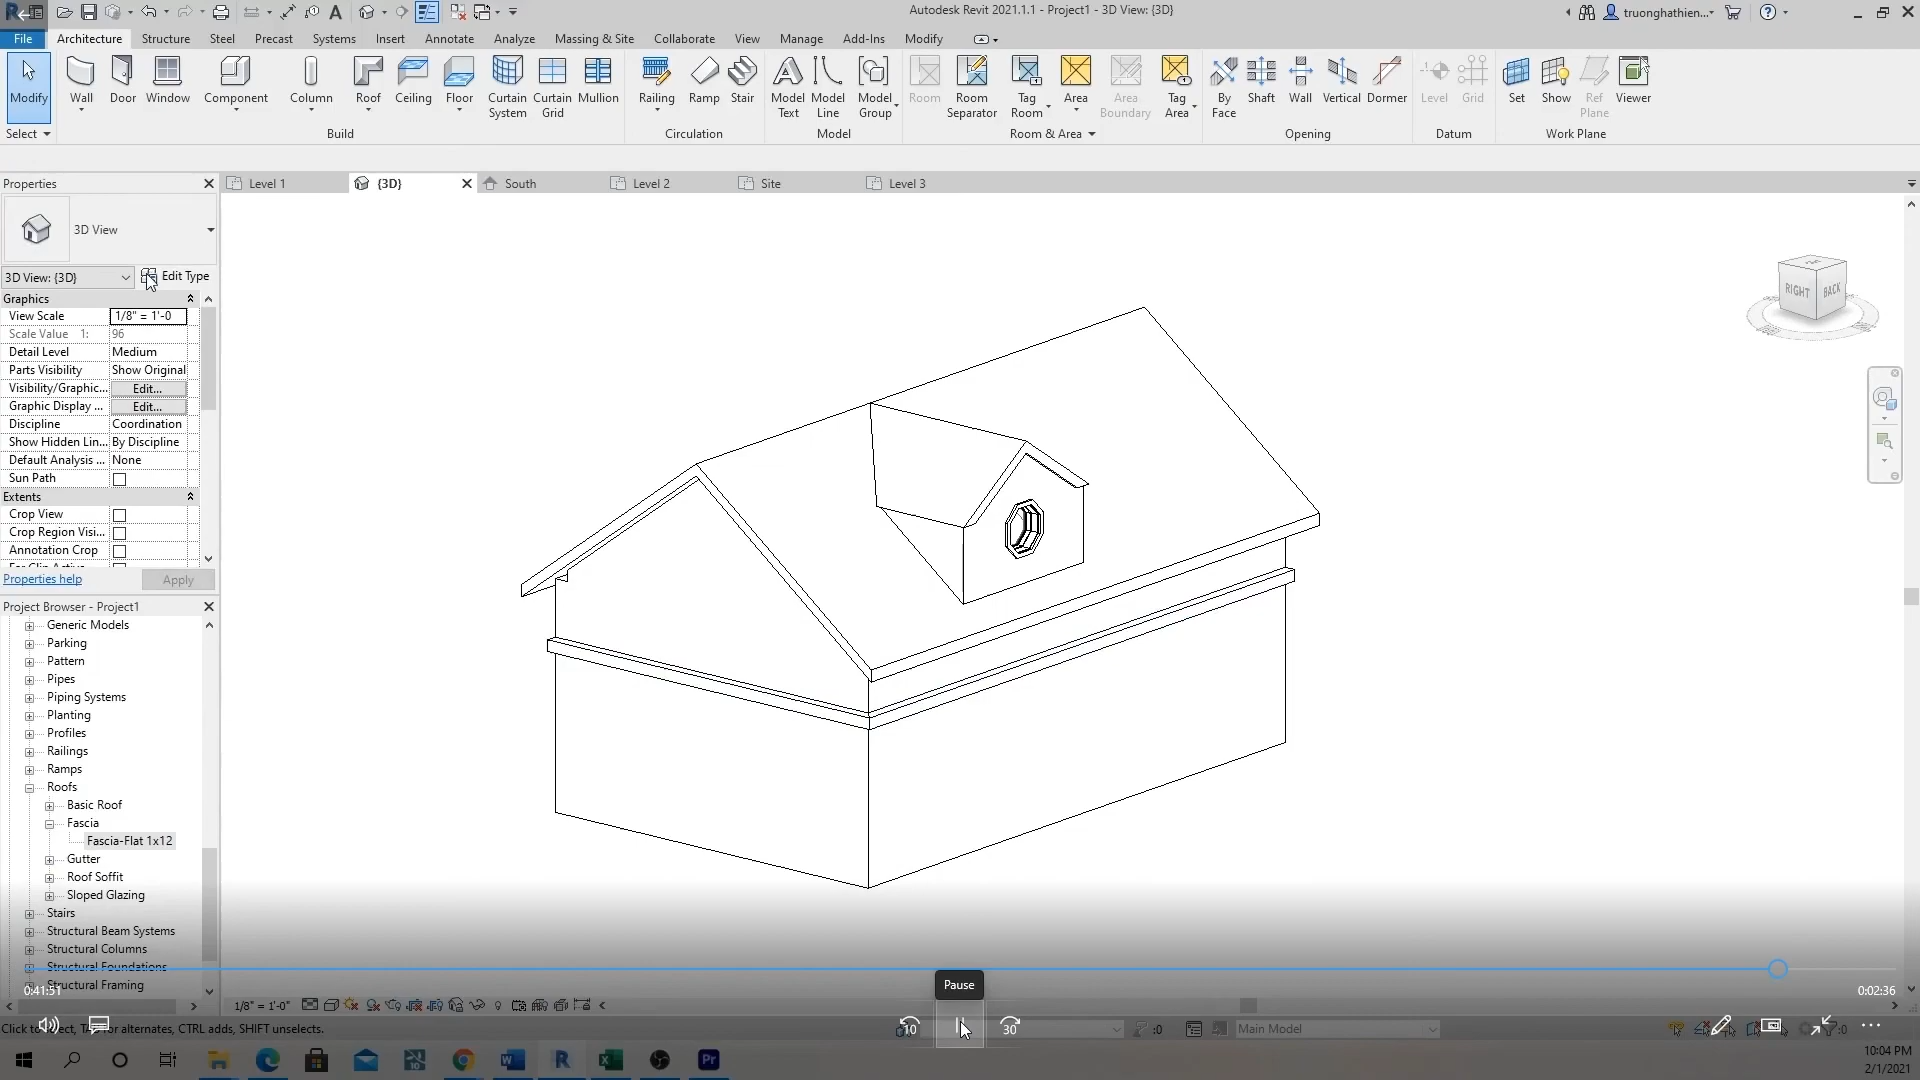 Autodesk Revit 2021.1.1 - Project1 - 3D View: {3D}
truonghathien...
File Architecture Structure Steel Precast Systems Insert Annotate Analyze Massing & Site Collaborate View Manage Add-Ins Modify
Modify Wall Door Window Component Column Roof Ceiling Floor Curtain System Curtain Grid Mullion Railing Ramp Stair Model Text Model Line Model Group Room Room Separator Tag Room Area Area Boundary Tag Area By Face Shaft Wall Vertical Dormer Level Grid Set Show Ref Plane Viewer
Select Build Circulation Model Room & Area Opening Datum Work Plane
Properties
Level 1 {3D} South Level 2 Site Level 3
3D View
3D View: {3D} Edit Type
Graphics
View Scale 1/8" = 1'-0
Scale Value 1: 96
Detail Level Medium
Parts Visibility Show Original
Visibility/Graphic... Edit...
Graphic Display ... Edit...
Discipline Coordination
Show Hidden Lin... By Discipline
Default Analysis ... None
Sun Path
Extents
Crop View
Crop Region Visi...
Annotation Crop
Properties help Apply
RIGHT BACK
Project Browser - Project1
Generic Models
Parking
Pattern
Pipes
Piping Systems
Planting
Profiles
Railings
Ramps
Roofs
Basic Roof
Fascia
Fascia-Flat 1x12
Gutter
Roof Soffit
Sloped Glazing
Stairs
Structural Beam Systems
Structural Columns
Structural Foundations
Structural Framing
0:41:51
Pause
0:02:36
1/8" = 1'-0"
for alternates, CTRL adds, SHIFT unselects.
10 30
:0 Main Model :0
10:04 PM
2/1/2021